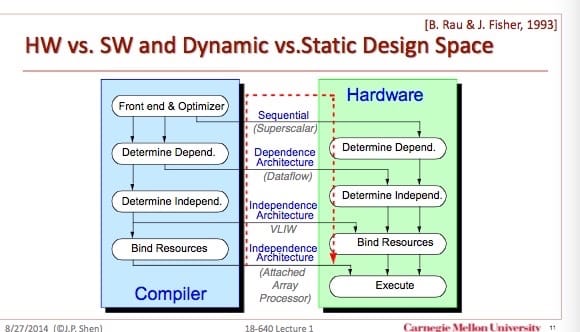 [B. Rau & J. Fisher, 1993]
HW vs. SW and Dynamic vs.Static Design Space
Hardware
Front end & Optimizer
Sequential
(Superscalar)
Determine Depend.
Dependence
Architecture
(Dataflow)
Determine Depend.
Determine Independ.
Independence
Architecture
VLIW
Determine Independ.
Bind Resources
Independence
Architecture
(Attached
Array
Processor)
Bind Resources
Execute
Compiler
8/27/2014 (©J.P. Shen)
18-640 Lecture 1
Carnegie Mellon University 11